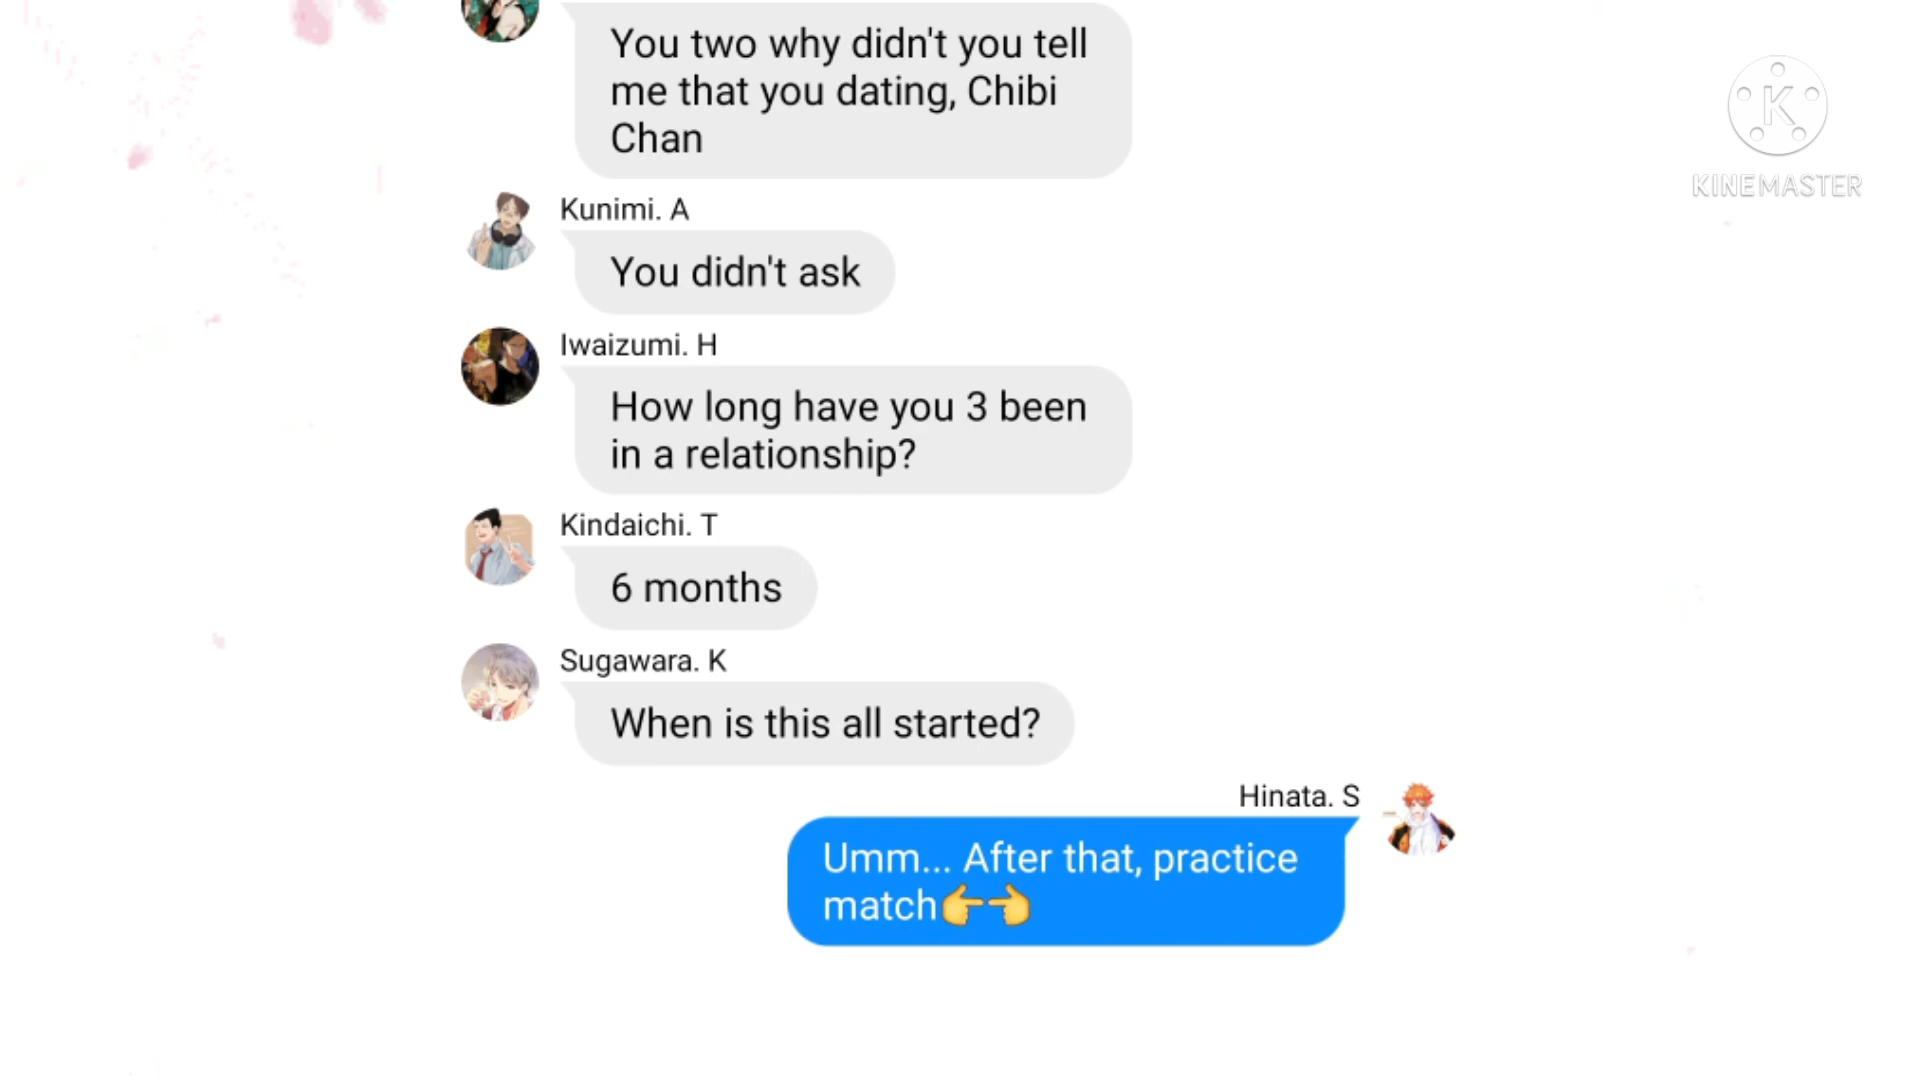 You two why didn't you tell
me that you dating, Chibi
Chan
K
KINEMASTER
Kunimi. A
You didn't ask
Iwaizumi. H
How long have you 3 been
in a relationship?
Kindaichi. T
6 months
Sugawara. K
When is this all started?
Hinata. S
Umm... After that, practice
match👉👈